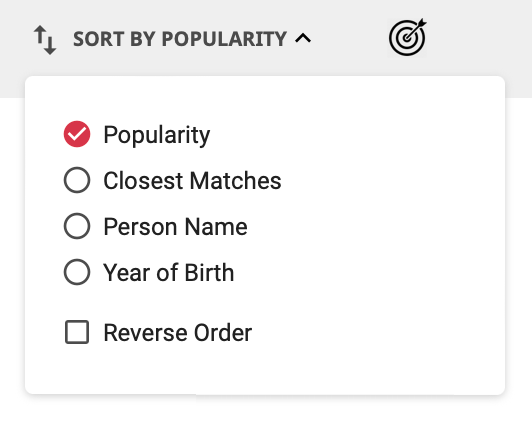 SORT BY POPULARITY
Popularity
Closest Matches
Person Name
Year of Birth
Reverse Order